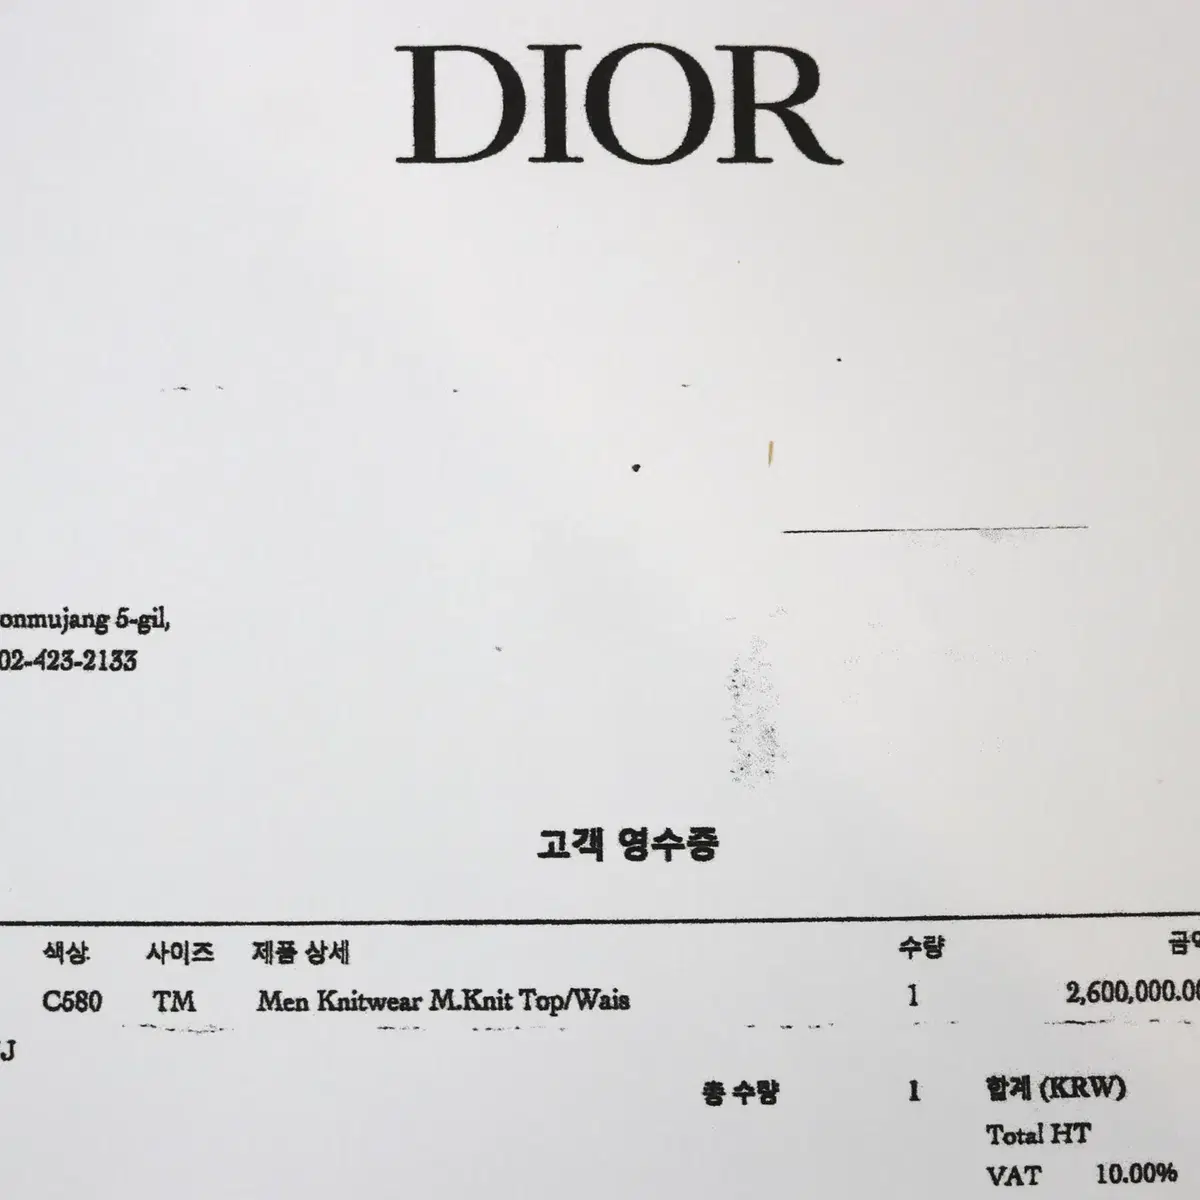 DIOR
onmujang 5-gil,
02-423-2133
고객 영수증
색상 사이즈 제품 상세 수량 금액
C580 TM Men Knitwear M.Knit Top/Wais 1 2,600,000.00
J
총 수량 1 합계 (KRW)
Total HT
VAT 10.00%